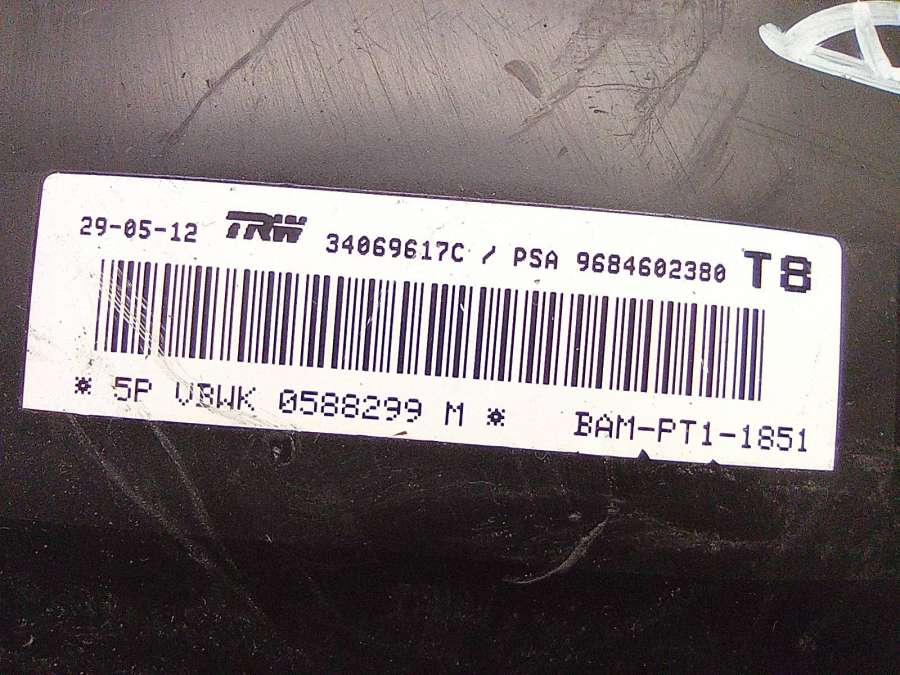 29-05-12 TRW 34069617C / PSA 9684602380 T8
* 5P VBWK 0588299 M * BAM-PT1-1851